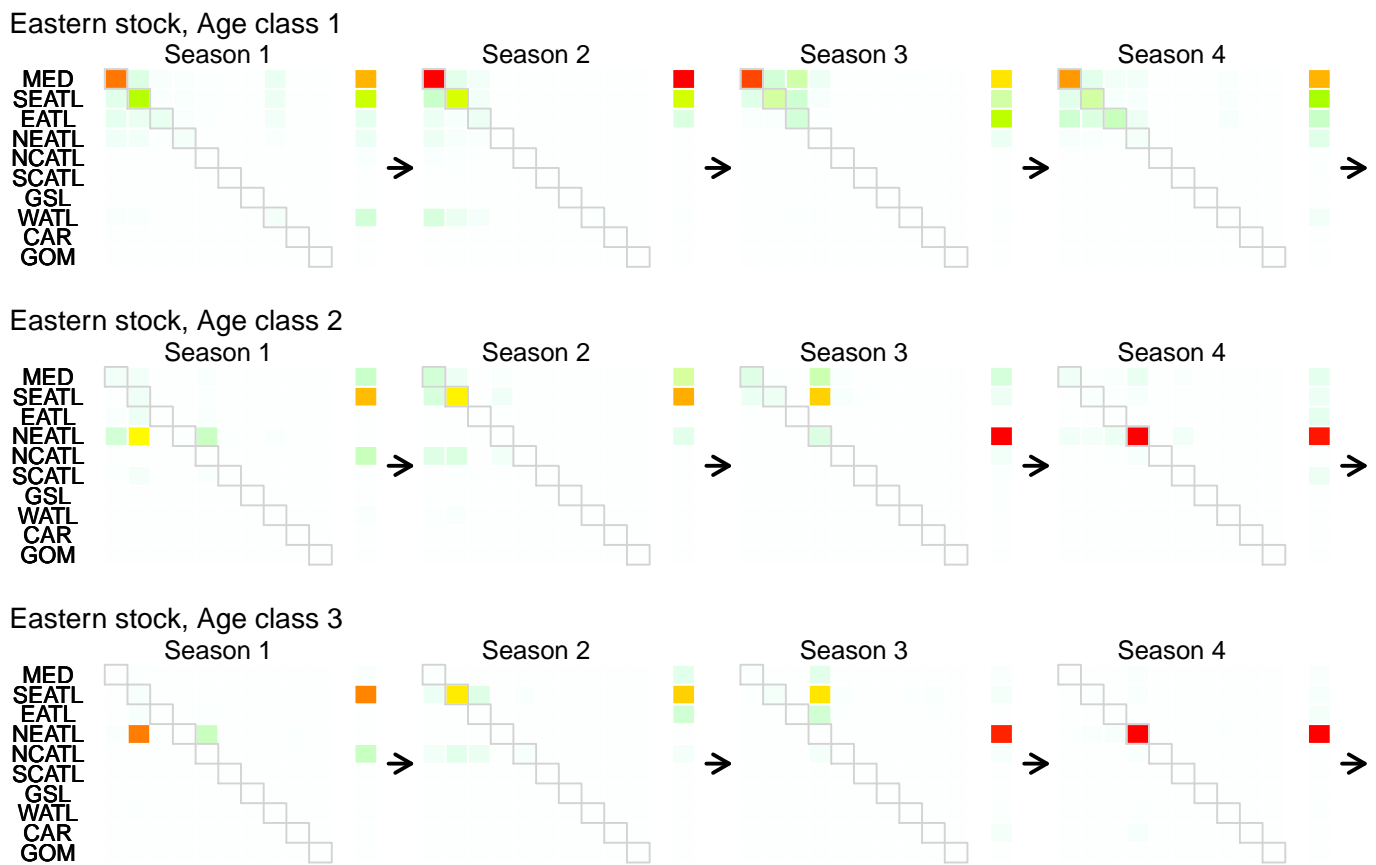 Eastern stock, Age class 1
Season 1 Season 2 Season 3 Season 4
MED
SEATL
EATL
NEATL
NCATL
SCATL
GSL
WATL
CAR
GOM
Eastern stock, Age class 2
Season 1 Season 2 Season 3 Season 4
MED
SEATL
EATL
NEATL
NCATL
SCATL
GSL
WATL
CAR
GOM
Eastern stock, Age class 3
Season 1 Season 2 Season 3 Season 4
MED
SEATL
EATL
NEATL
NCATL
SCATL
GSL
WATL
CAR
GOM